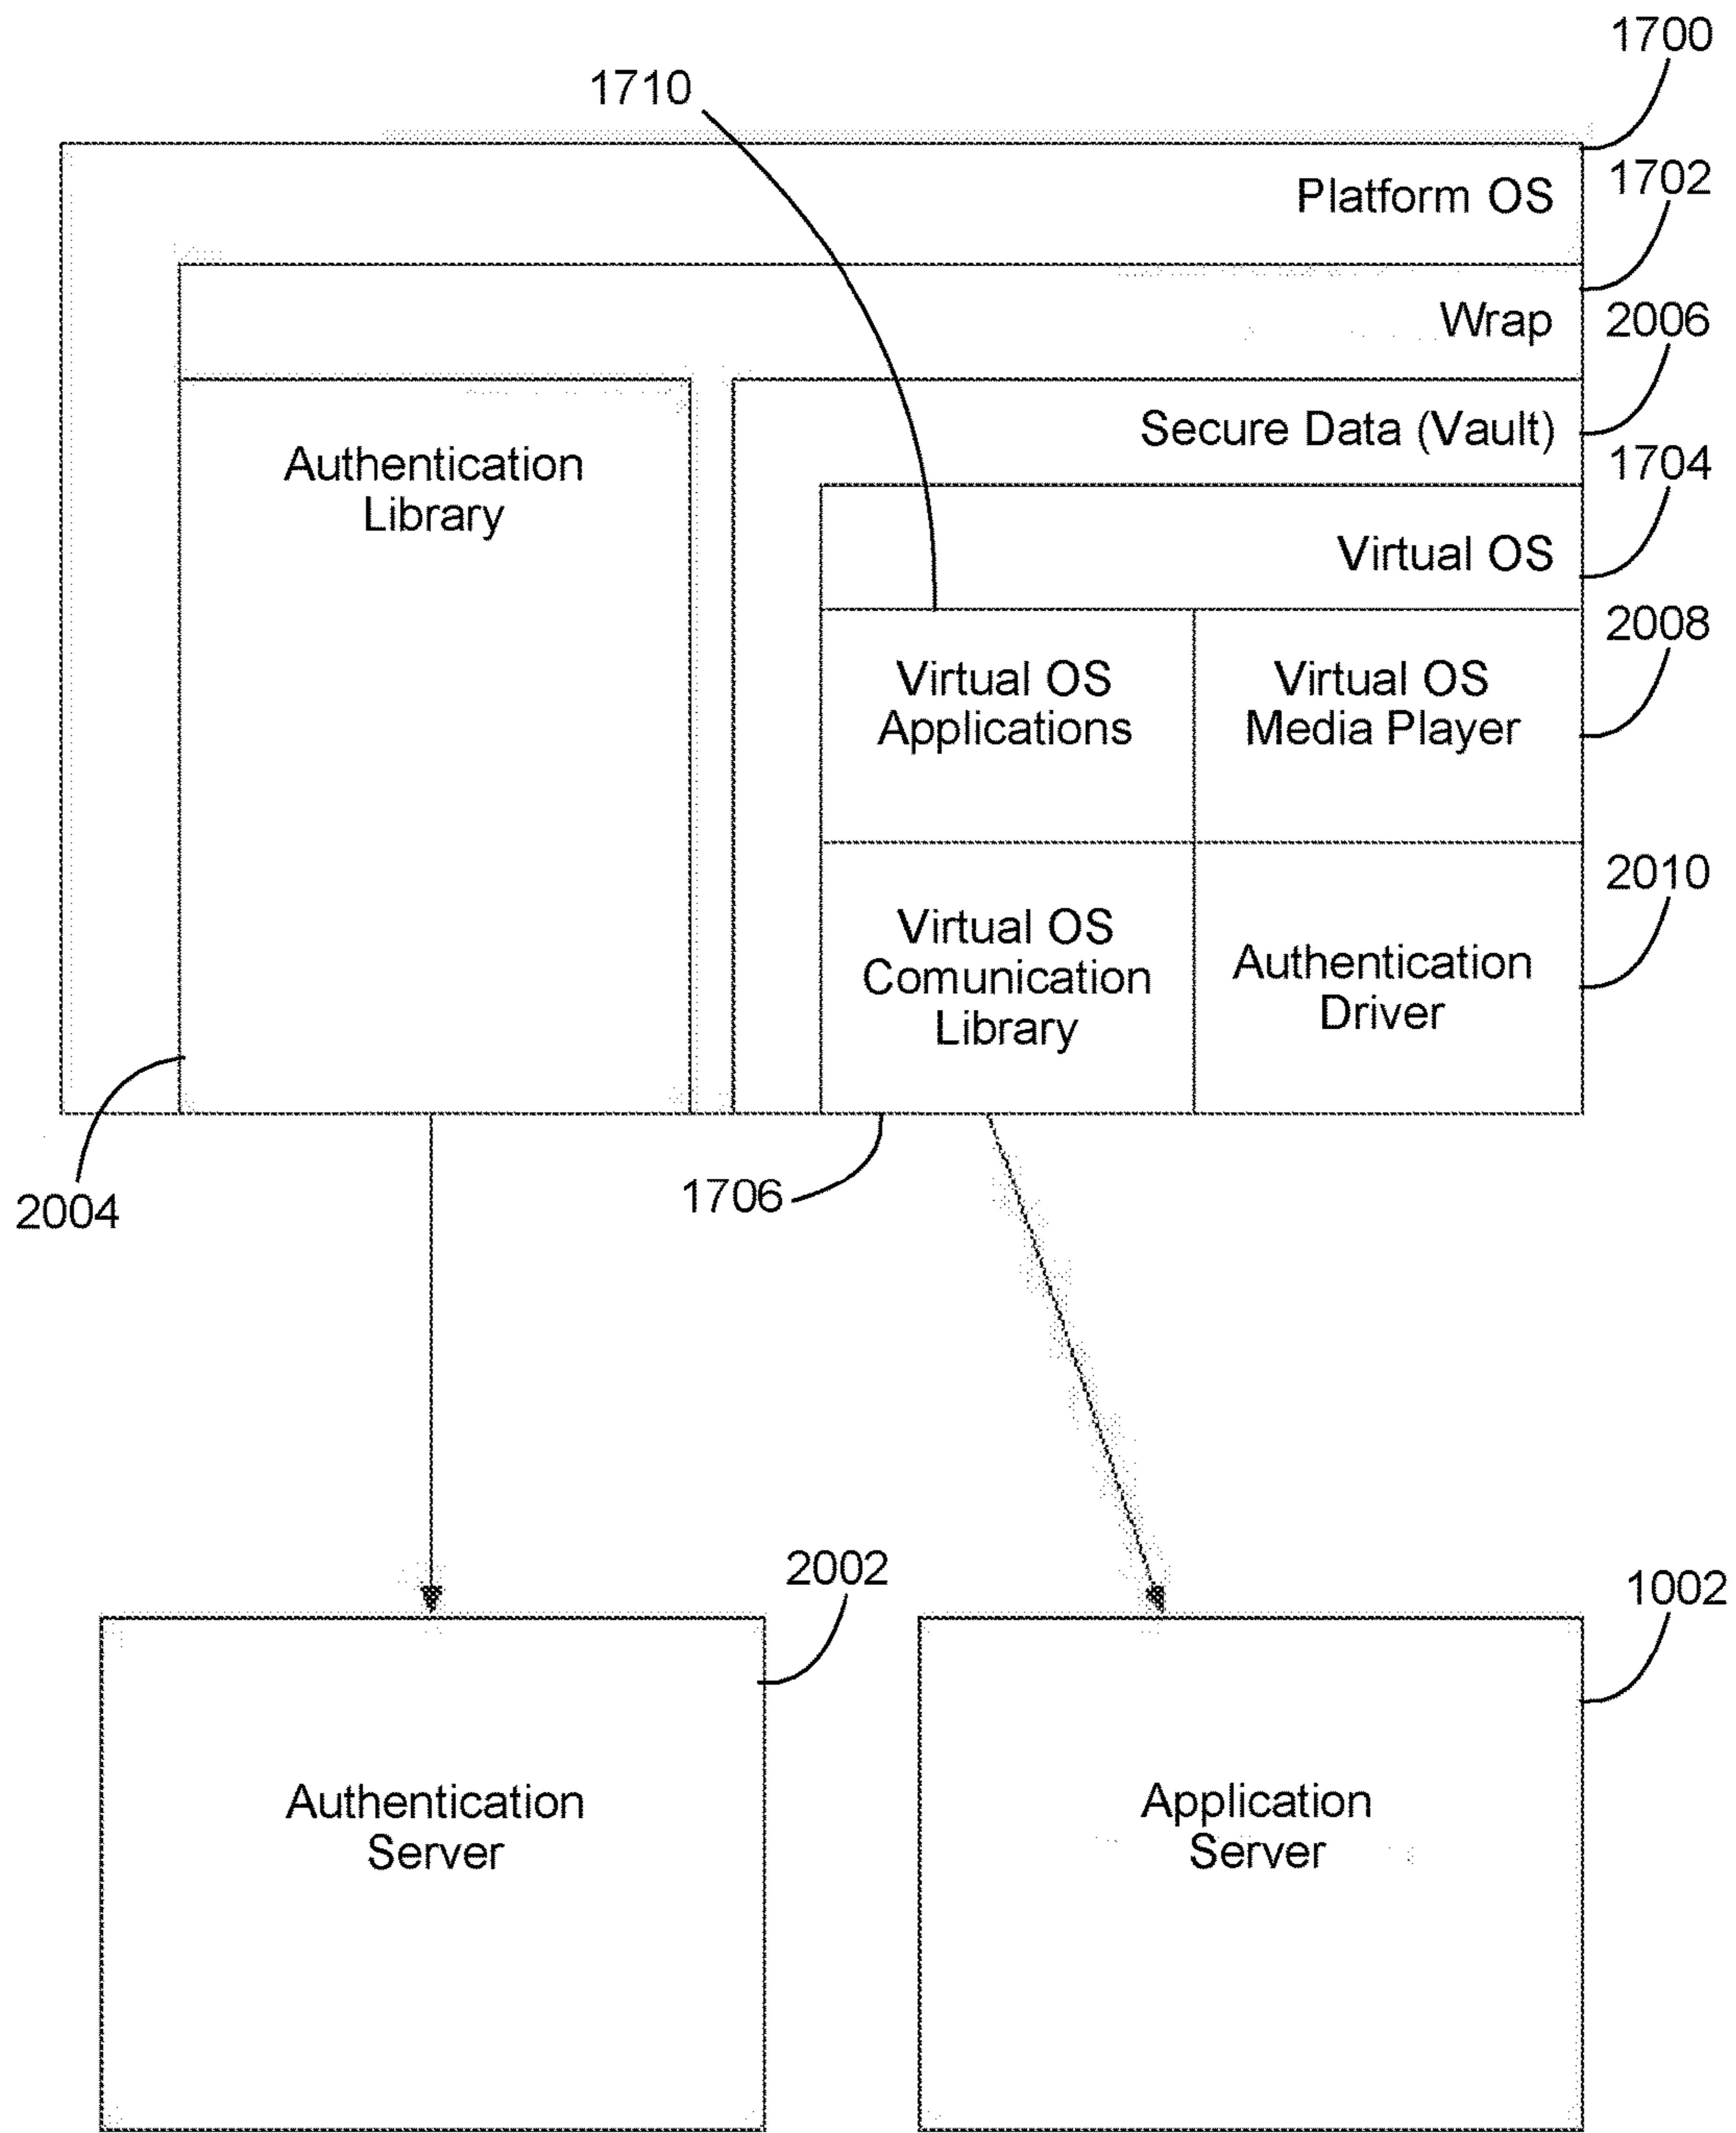 1700
1710
Platform OS
1702
Wrap
2006
Secure Data (Vault)
1704
Authentication
Library
Virtual OS
2008
Virtual OS
Applications
Virtual OS
Media Player
2010
Virtual OS
Comunication
Library
Authentication
Driver
2004
1706
2002
1002
Authentication
Server
Application
Server